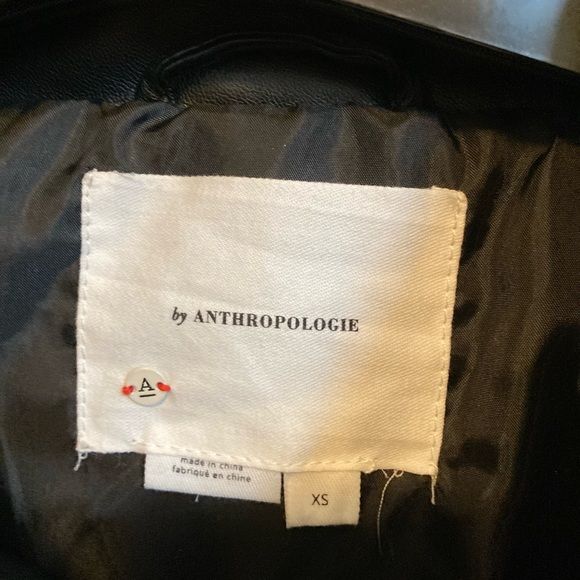 by ANTHROPOLOGIE
A
made in china
fabriqué en chine
XS